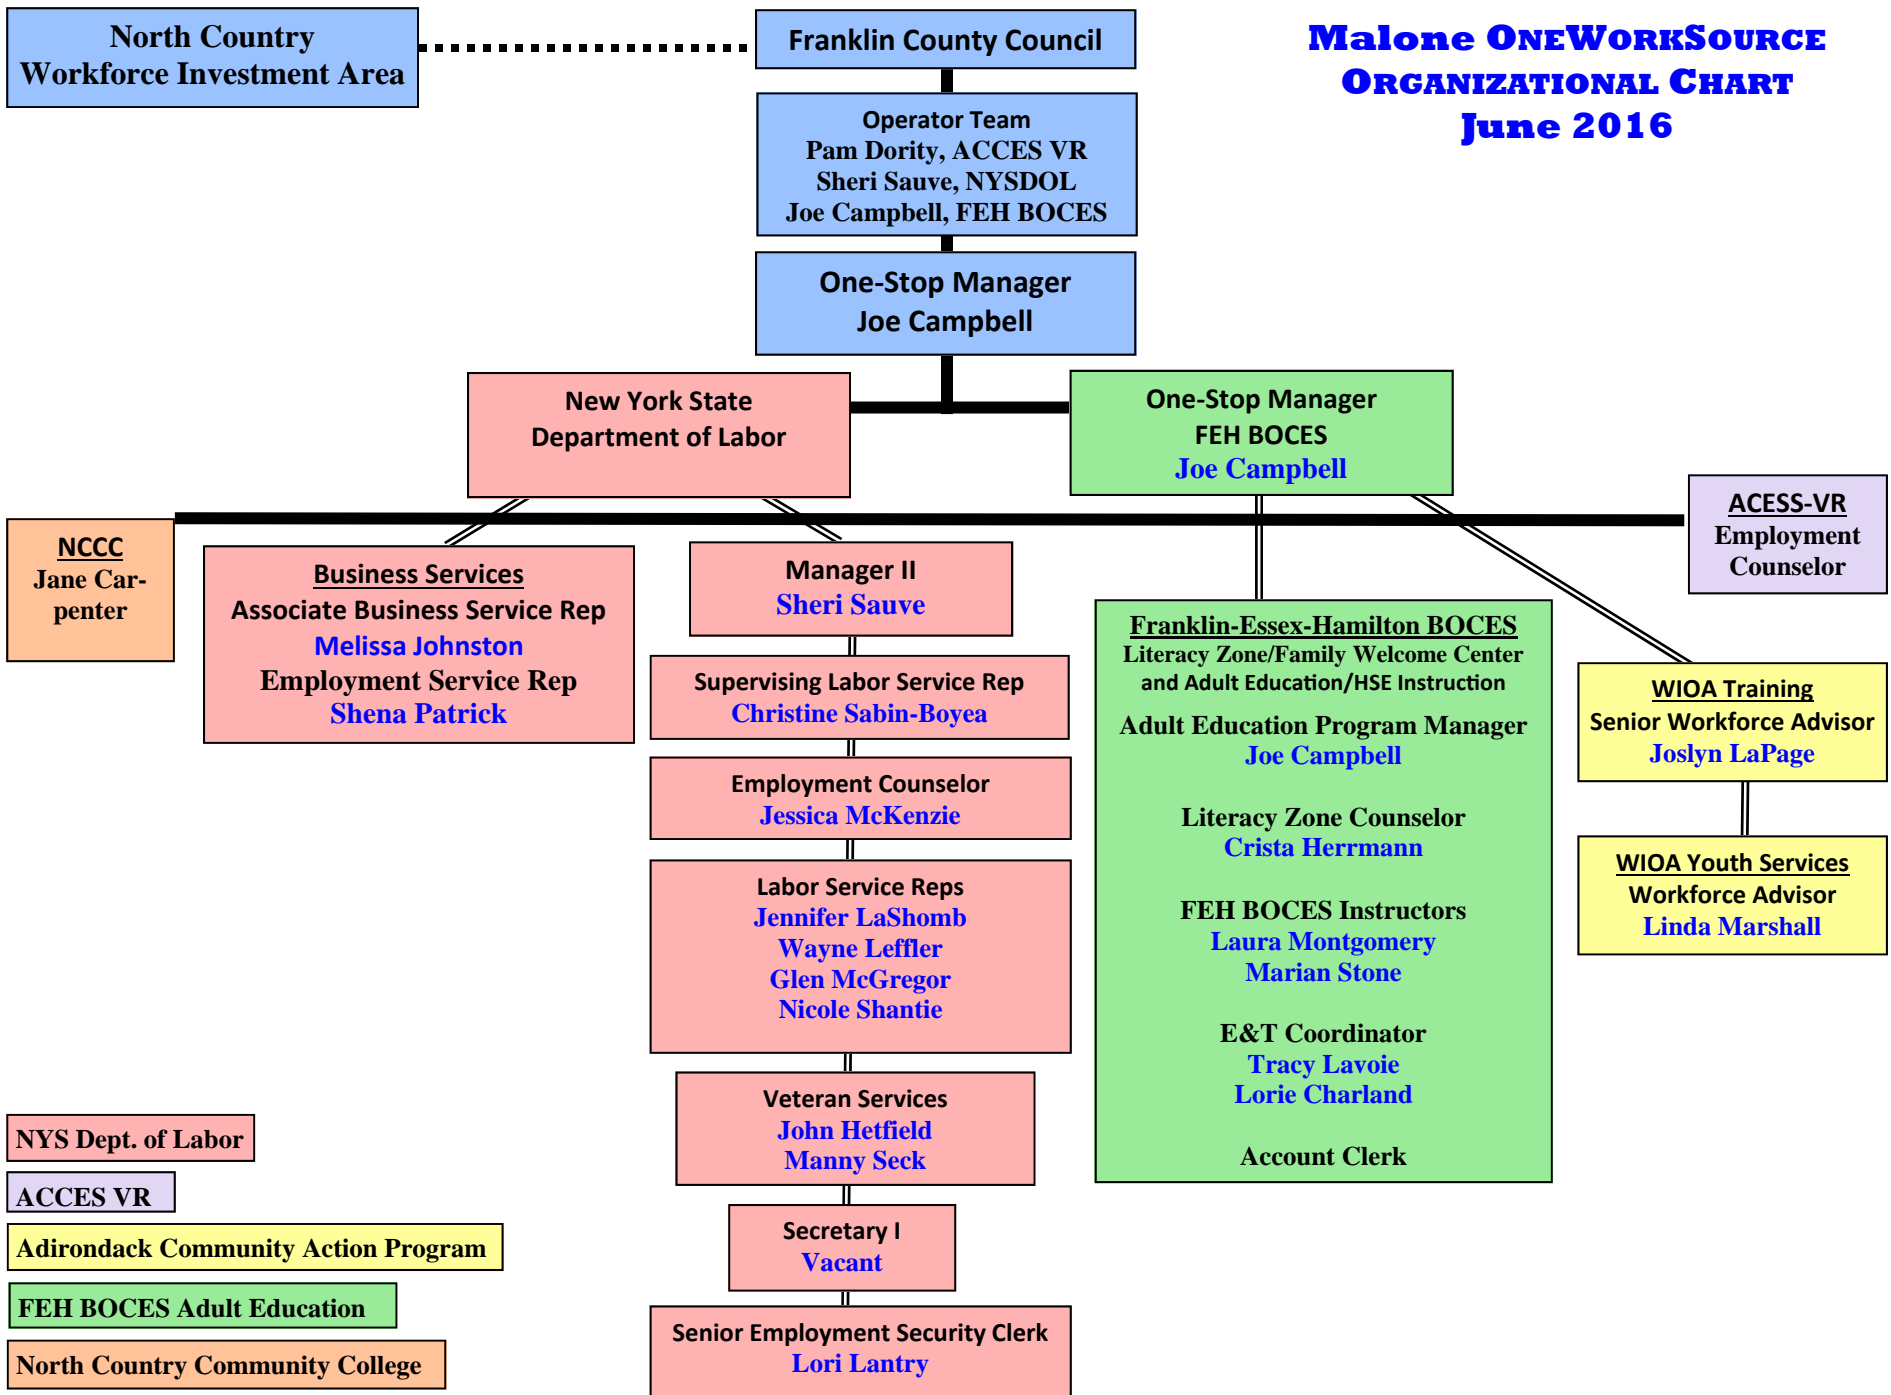 North Country
Workforce Investment Area
Franklin County Council
Malone OneWorkSource
Organizational Chart
June 2016
Operator Team
Pam Dority, ACCES VR
Sheri Sauve, NYSDOL
Joe Campbell, FEH BOCES
One-Stop Manager
Joe Campbell
New York State
Department of Labor
One-Stop Manager
FEH BOCES
Joe Campbell
ACESS-VR
Employment
Counselor
NCCC
Jane Car-
penter
Business Services
Associate Business Service Rep
Melissa Johnston
Employment Service Rep
Shena Patrick
Manager II
Sheri Sauve
Supervising Labor Service Rep
Christine Sabin-Boyea
Employment Counselor
Jessica McKenzie
Labor Service Reps
Jennifer LaShomb
Wayne Leffler
Glen McGregor
Nicole Shantie
Veteran Services
John Hetfield
Manny Seck
Secretary I
Vacant
Senior Employment Security Clerk
Lori Lantry
Franklin-Essex-Hamilton BOCES
Literacy Zone/Family Welcome Center
and Adult Education/HSE Instruction
Adult Education Program Manager
Joe Campbell
Literacy Zone Counselor
Crista Herrmann
FEH BOCES Instructors
Laura Montgomery
Marian Stone
E&T Coordinator
Tracy Lavoie
Lorie Charland
Account Clerk
WIOA Training
Senior Workforce Advisor
Joslyn LaPage
WIOA Youth Services
Workforce Advisor
Linda Marshall
NYS Dept. of Labor
ACCES VR
Adirondack Community Action Program
FEH BOCES Adult Education
North Country Community College